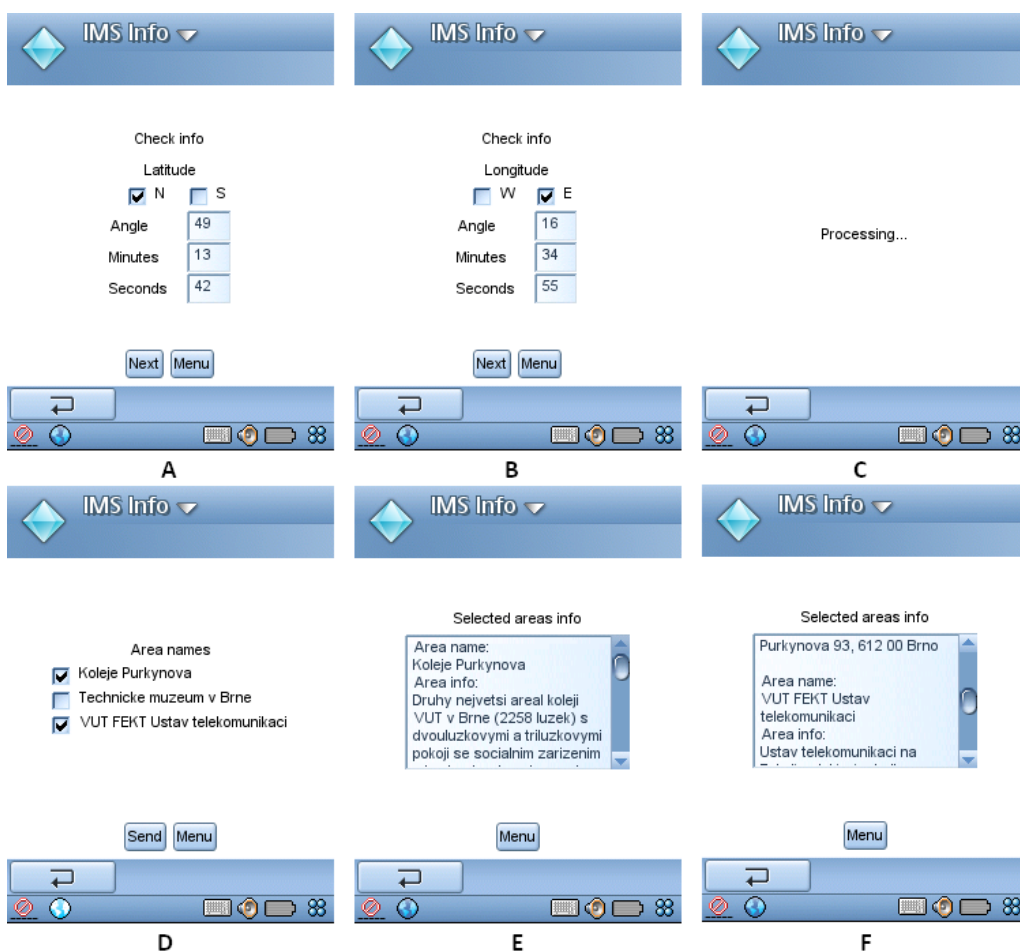 IMS Info
Check info
Latitude
N S
Angle 49
Minutes 13
Seconds 42
Next Menu
A
IMS Info
Check info
Longitude
W E
Angle 16
Minutes 34
Seconds 55
Next Menu
B
IMS Info
Processing...
C
IMS Info
Area names
Koleje Purkynova
Technicke muzeum v Brne
VUT FEKT Ustav telekomunikaci
Send Menu
D
IMS Info
Selected areas info
Area name:
Koleje Purkynova
Area info:
Druhy nejvetsi areal koleji
VUT v Brne (2258 luzek) s
dvouluzkovymi a triluzkovymi
pokoji se socialnim zarizenim
Menu
E
IMS Info
Selected areas info
Purkynova 93, 612 00 Brno
Area name:
VUT FEKT Ustav
telekomunikaci
Area info:
Ustav telekomunikaci na
Menu
F